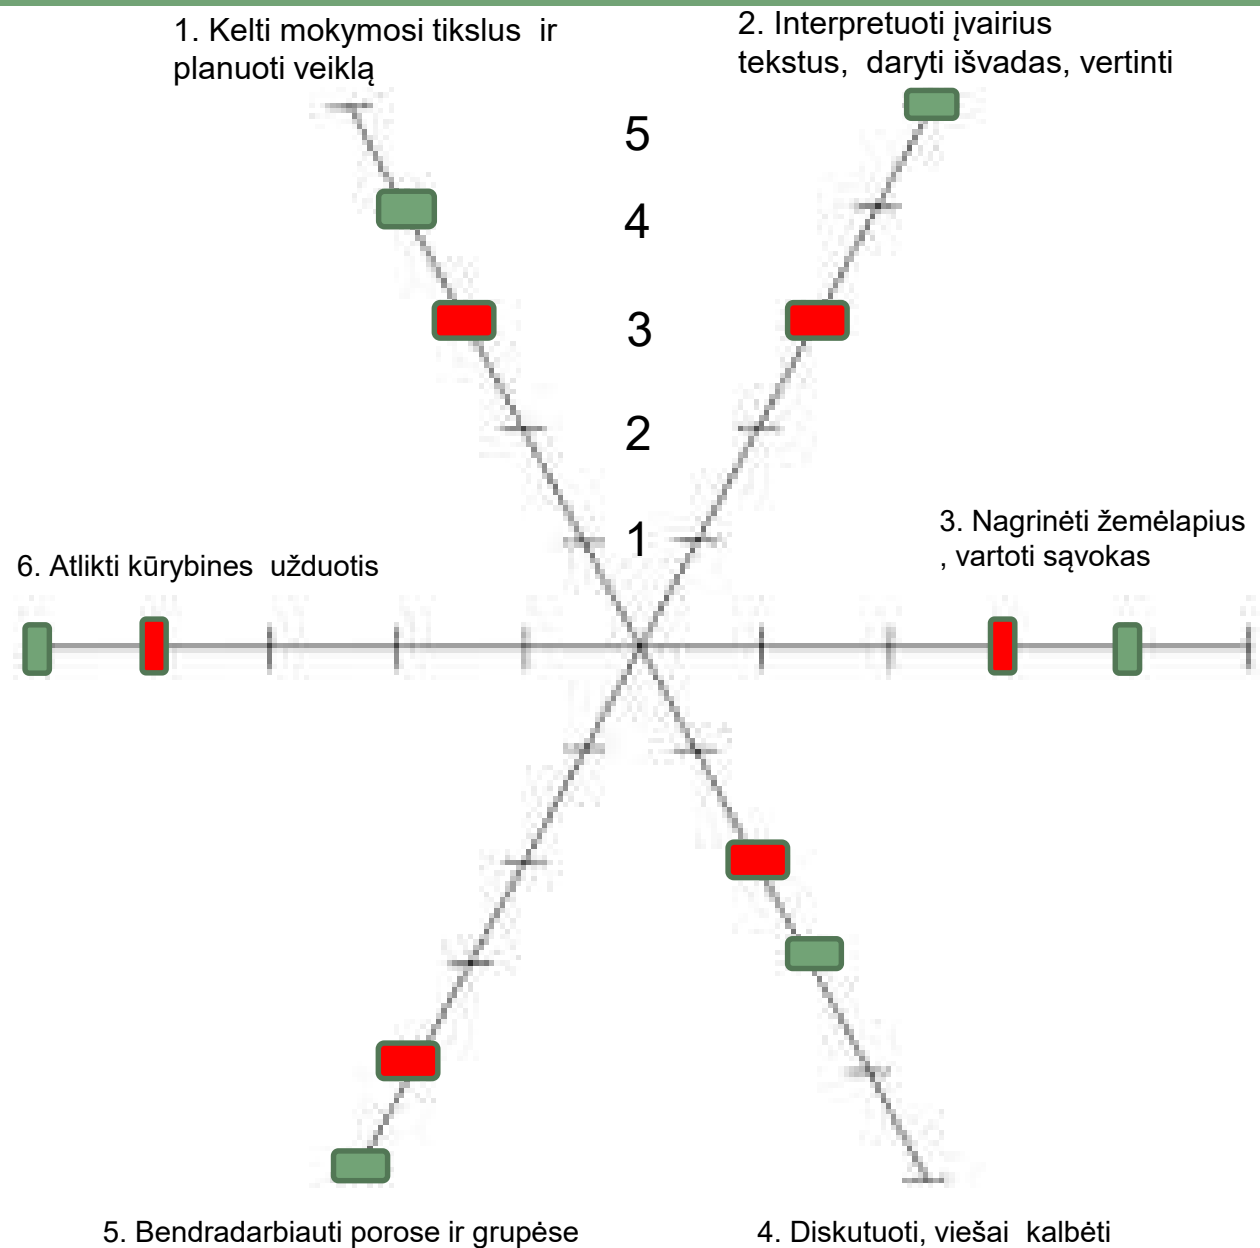 1. Kelti mokymosi tikslus ir
planuoti veiklą
2. Interpretuoti įvairius
tekstus, daryti išvadas, vertinti
5
4
3
2
1
3. Nagrinėti žemėlapius
, vartoti sąvokas
6. Atlikti kūrybines užduotis
5. Bendradarbiauti porose ir grupėse
4. Diskutuoti, viešai kalbėti